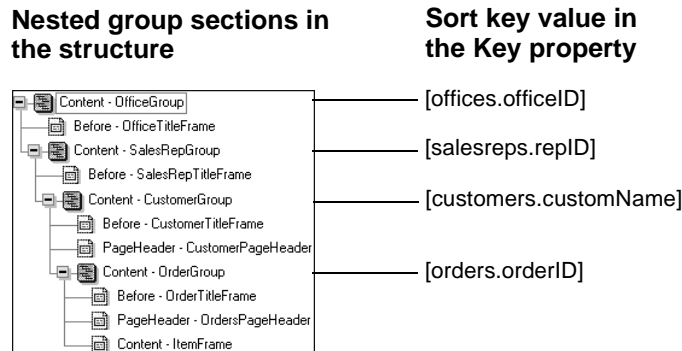 Nested group sections in
the structure
Sort key value in
the Key property
Content - OfficeGroup
[offices.officeID]
Before - OfficeTitleFrame
Content - SalesRepGroup
[salesreps.repID]
Before - SalesRepTitleFrame
Content - CustomerGroup
[customers.customName]
Before - CustomerTitleFrame
PageHeader - CustomerPageHeader
Content - OrderGroup
[orders.orderID]
Before - OrderTitleFrame
PageHeader - OrdersPageHeader
Content - ItemFrame